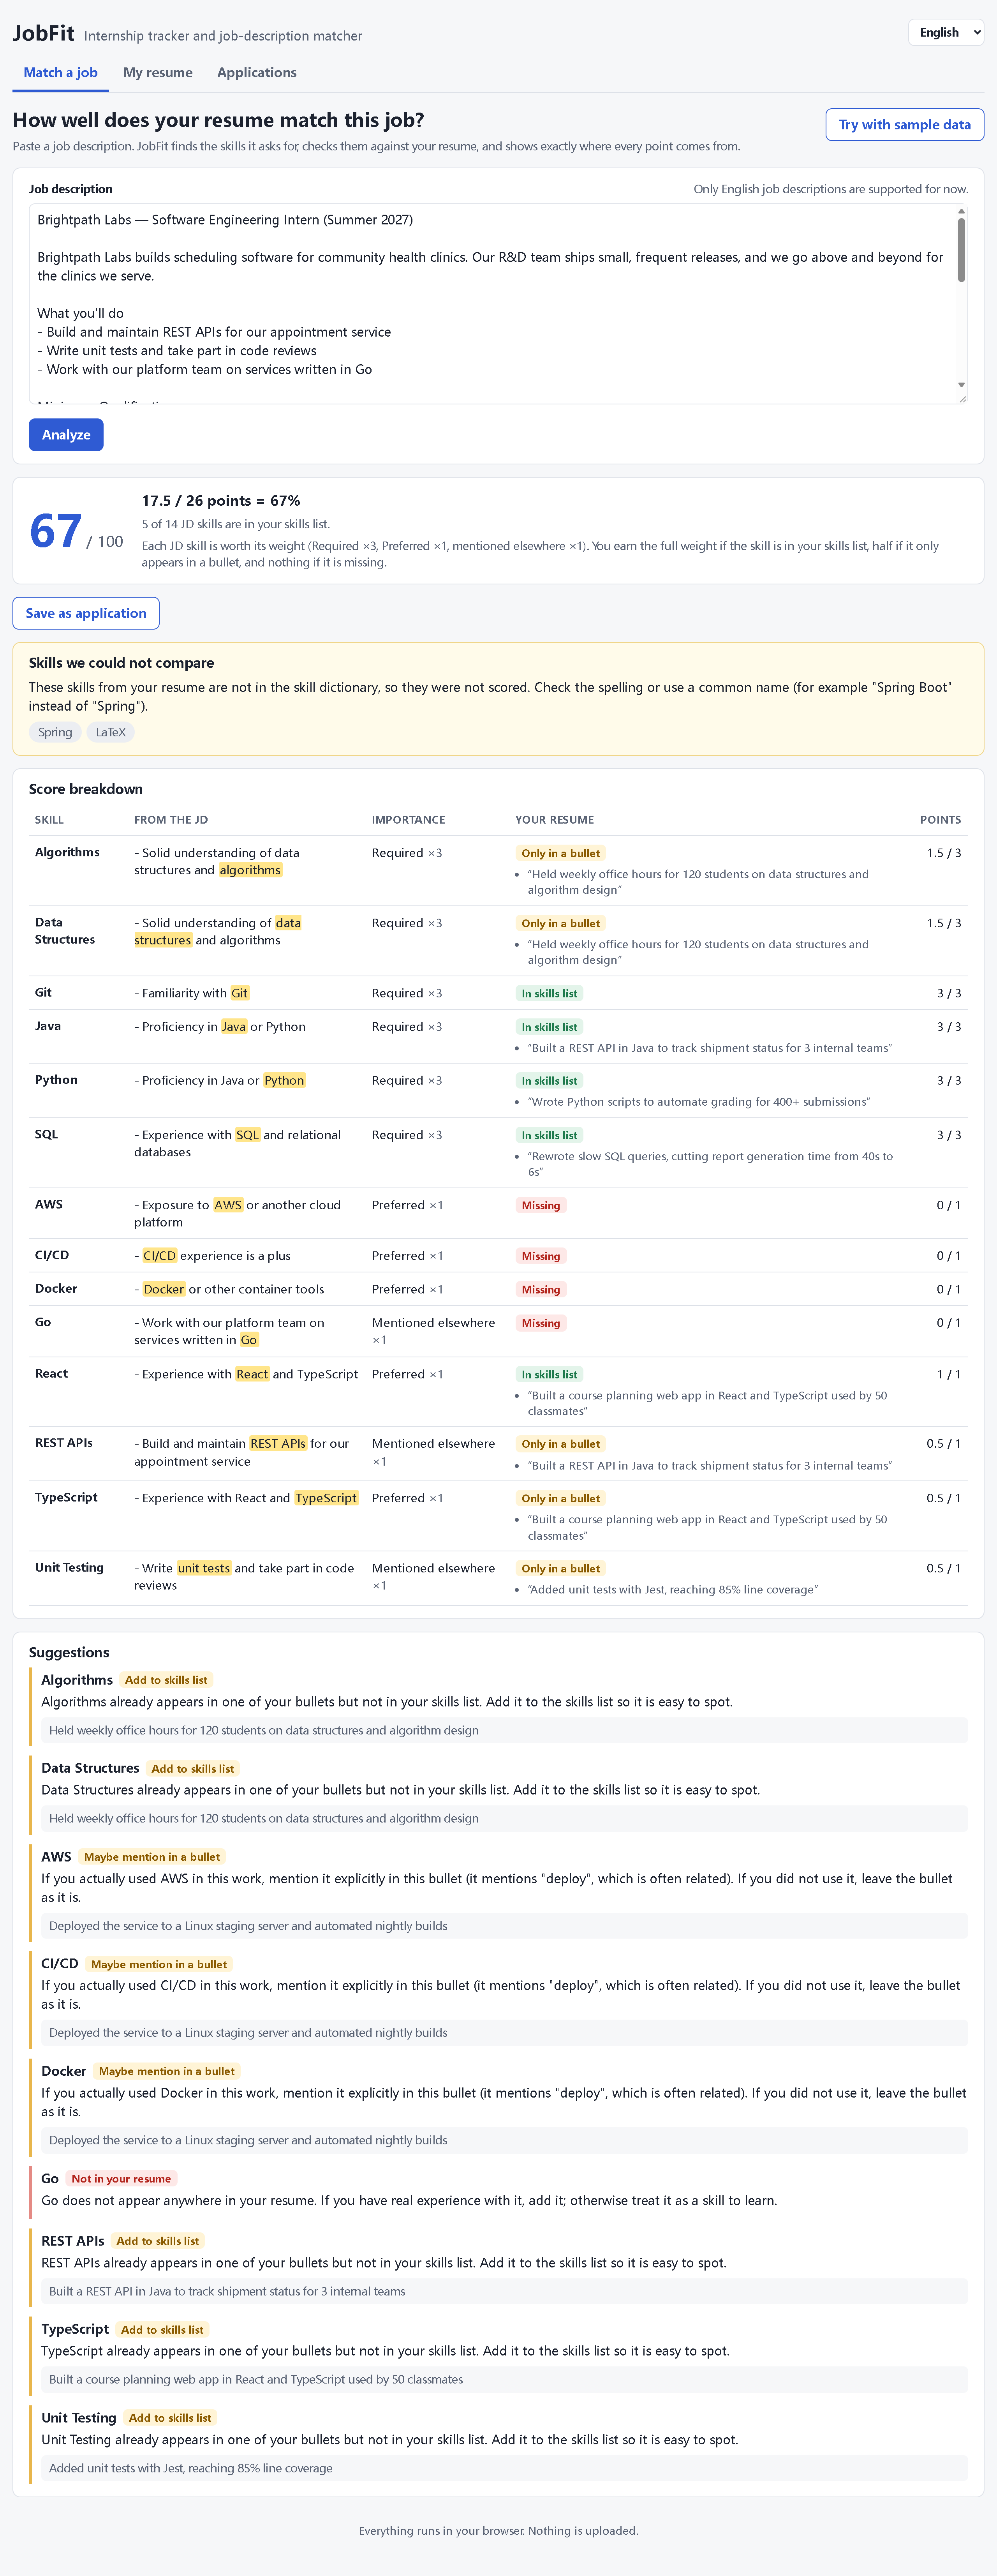 JobFit Internship tracker and job-description matcher
English
Match a job My resume Applications
How well does your resume match this job?
Try with sample data
Paste a job description. JobFit finds the skills it asks for, checks them against your resume, and shows exactly where every point comes from.
Job description
Only English job descriptions are supported for now.
Brightpath Labs — Software Engineering Intern (Summer 2027)
Brightpath Labs builds scheduling software for community health clinics. Our R&D team ships small, frequent releases, and we go above and beyond for
the clinics we serve.
What you'll do
- Build and maintain REST APIs for our appointment service
- Write unit tests and take part in code reviews
- Work with our platform team on services written in Go
Analyze
67 / 100
17.5 / 26 points = 67%
5 of 14 JD skills are in your skills list.
Each JD skill is worth its weight (Required ×3, Preferred ×1, mentioned elsewhere ×1). You earn the full weight if the skill is in your skills list, half if it only
appears in a bullet, and nothing if it is missing.
Save as application
Skills we could not compare
These skills from your resume are not in the skill dictionary, so they were not scored. Check the spelling or use a common name (for example "Spring Boot"
instead of "Spring").
Spring LaTeX
Score breakdown
SKILL FROM THE JD IMPORTANCE YOUR RESUME POINTS
Algorithms - Solid understanding of data Required ×3 Only in a bullet 1.5 / 3
structures and algorithms
• "Held weekly office hours for 120 students on data structures and
algorithm design"
Data - Solid understanding of data Required ×3 Only in a bullet 1.5 / 3
Structures structures and algorithms
• "Held weekly office hours for 120 students on data structures and
algorithm design"
Git - Familiarity with Git Required ×3 In skills list 3 / 3
Java - Proficiency in Java or Python Required ×3 In skills list 3 / 3
• "Built a REST API in Java to track shipment status for 3 internal teams"
Python - Proficiency in Java or Python Required ×3 In skills list 3 / 3
• "Wrote Python scripts to automate grading for 400+ submissions"
SQL - Experience with SQL and relational Required ×3 In skills list 3 / 3
databases
• "Rewrote slow SQL queries, cutting report generation time from 40s to
6s"
AWS - Exposure to AWS or another cloud Preferred ×1 Missing 0 / 1
platform
CI/CD - CI/CD experience is a plus Preferred ×1 Missing 0 / 1
Docker - Docker or other container tools Preferred ×1 Missing 0 / 1
Go - Work with our platform team on Mentioned elsewhere Missing 0 / 1
services written in Go ×1
React - Experience with React and TypeScript Preferred ×1 In skills list 1 / 1
• "Built a course planning web app in React and TypeScript used by 50
classmates"
REST APIs - Build and maintain REST APIs for our Mentioned elsewhere Only in a bullet 0.5 / 1
appointment service ×1
• "Built a REST API in Java to track shipment status for 3 internal teams"
TypeScript - Experience with React and TypeScript Preferred ×1 Only in a bullet 0.5 / 1
• "Built a course planning web app in React and TypeScript used by 50
classmates"
Unit Testing - Write unit tests and take part in code Mentioned elsewhere Only in a bullet 0.5 / 1
reviews ×1
• "Added unit tests with Jest, reaching 85% line coverage"
Suggestions
Algorithms Add to skills list
Algorithms already appears in one of your bullets but not in your skills list. Add it to the skills list so it is easy to spot.
Held weekly office hours for 120 students on data structures and algorithm design
Data Structures Add to skills list
Data Structures already appears in one of your bullets but not in your skills list. Add it to the skills list so it is easy to spot.
Held weekly office hours for 120 students on data structures and algorithm design
AWS Maybe mention in a bullet
If you actually used AWS in this work, mention it explicitly in this bullet (it mentions "deploy", which is often related). If you did not use it, leave the bullet
as it is.
Deployed the service to a Linux staging server and automated nightly builds
CI/CD Maybe mention in a bullet
If you actually used CI/CD in this work, mention it explicitly in this bullet (it mentions "deploy", which is often related). If you did not use it, leave the bullet
as it is.
Deployed the service to a Linux staging server and automated nightly builds
Docker Maybe mention in a bullet
If you actually used Docker in this work, mention it explicitly in this bullet (it mentions "deploy", which is often related). If you did not use it, leave the bullet
as it is.
Deployed the service to a Linux staging server and automated nightly builds
Go Not in your resume
Go does not appear anywhere in your resume. If you have real experience with it, add it; otherwise treat it as a skill to learn.
REST APIs Add to skills list
REST APIs already appears in one of your bullets but not in your skills list. Add it to the skills list so it is easy to spot.
Built a REST API in Java to track shipment status for 3 internal teams
TypeScript Add to skills list
TypeScript already appears in one of your bullets but not in your skills list. Add it to the skills list so it is easy to spot.
Built a course planning web app in React and TypeScript used by 50 classmates
Unit Testing Add to skills list
Unit Testing already appears in one of your bullets but not in your skills list. Add it to the skills list so it is easy to spot.
Added unit tests with Jest, reaching 85% line coverage
Everything runs in your browser. Nothing is uploaded.